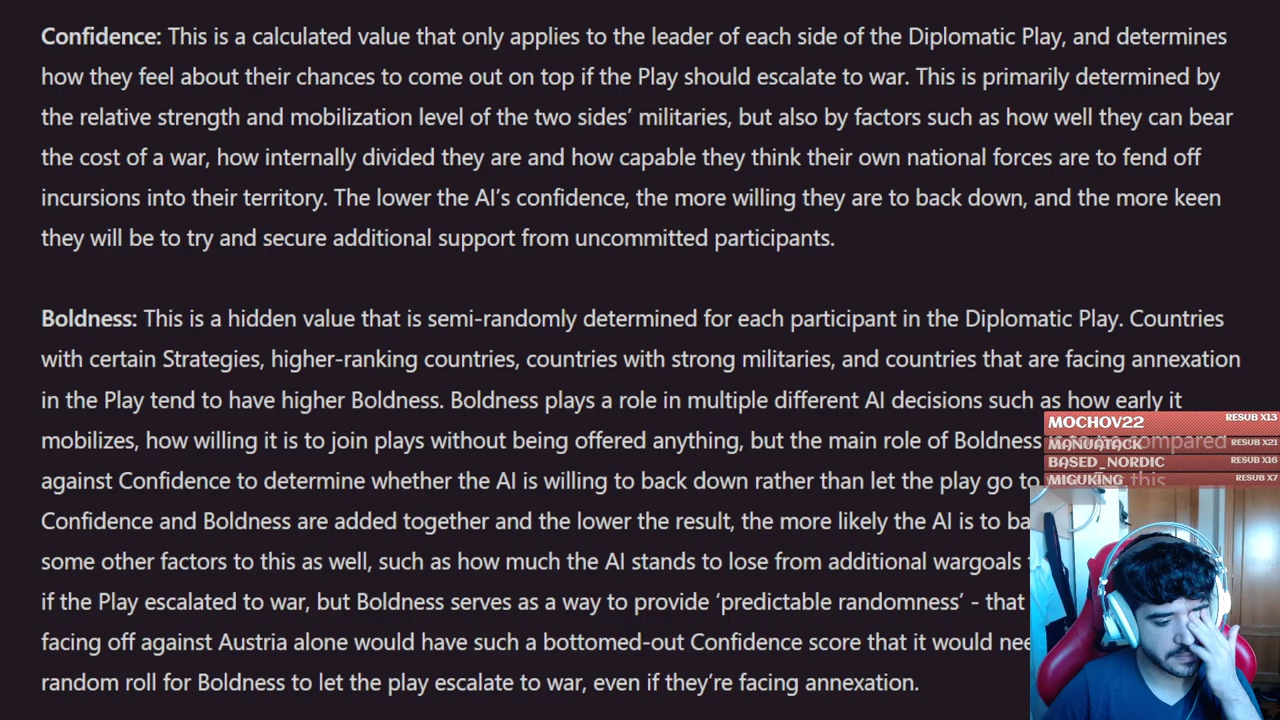 Confidence: This is a calculated value that only applies to the leader of each side of the Diplomatic Play, and determines
how they feel about their chances to come out on top if the Play should escalate to war. This is primarily determined by
the relative strength and mobilization level of the two sides’ militaries, but also by factors such as how well they can bear
the cost of a war, how internally divided they are and how capable they think their own national forces are to fend off
incursions into their territory. The lower the AI’s confidence, the more willing they are to back down, and the more keen
they will be to try and secure additional support from uncommitted participants.
Boldness: This is a hidden value that is semi-randomly determined for each participant in the Diplomatic Play. Countries
with certain Strategies, higher-ranking countries, countries with strong militaries, and countries that are facing annexation
in the Play tend to have higher Boldness. Boldness plays a role in multiple different AI decisions such as how early it
mobilizes, how willing it is to join plays without being offered anything, but the main role of Boldness is to be compared
against Confidence to determine whether the AI is willing to back down rather than let the play go to this
Confidence and Boldness are added together and the lower the result, the more likely the AI is to
some other factors to this as well, such as how much the AI stands to lose from additional wargoals
if the Play escalated to war, but Boldness serves as a way to provide ‘predictable randomness’ - that
facing off against Austria alone would have such a bottomed-out Confidence score that it would
random roll for Boldness to let the play escalate to war, even if they’re facing annexation.
MOCHOV22 RESUB X13
MANUATACK RESUB X21
BASED_NORDIC RESUB X16
MIGUKING RESUB X7